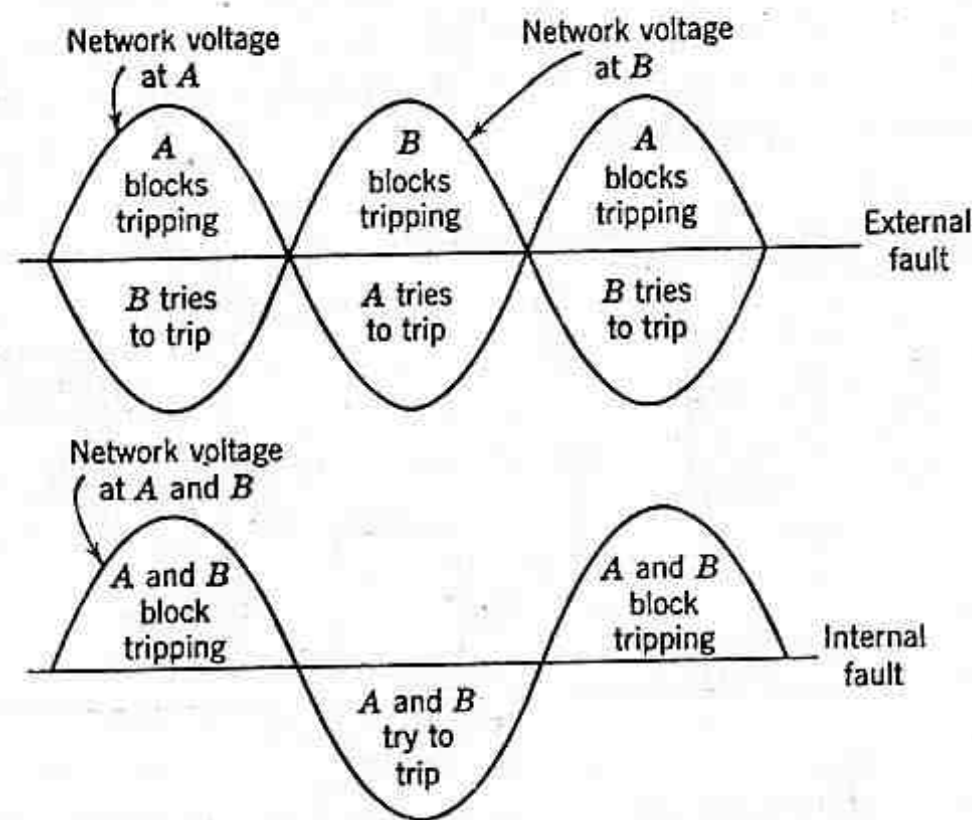 Network voltage
at A
Network voltage
at B
A
blocks
tripping
B
blocks
tripping
A
blocks
tripping
External
fault
B tries
to trip
A tries
to trip
B tries
to trip
Network voltage
at A and B
A and B
block
tripping
A and B
block
tripping
Internal
fault
A and B
try to
trip